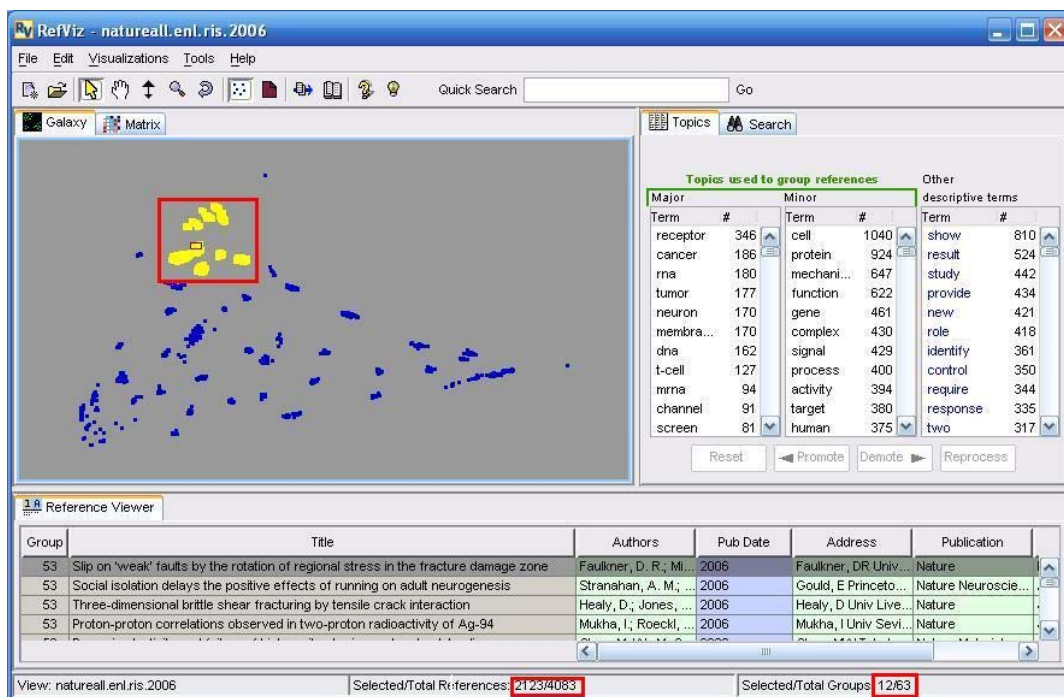 RefViz - natureall.enl.ris.2006
File Edit Visualizations Tools Help
Quick Search Go
Galaxy Matrix
Topics Search
Topics used to group references
Other
Major Minor descriptive terms
Term # Term # Term #
receptor 346 cell 1040 show 810
cancer 186 protein 924 result 524
rna 180 mechani... 647 study 442
tumor 177 function 622 provide 434
neuron 170 gene 461 new 421
membra... 170 complex 430 role 418
dna 162 signal 429 identify 361
t-cell 127 process 400 control 350
mrna 94 activity 394 require 344
channel 91 target 380 response 335
screen 81 human 375 two 317
Reset Promote Demote Reprocess
Reference Viewer
Group Title Authors Pub Date Address Publication
53 Slip on 'weak' faults by the rotation of regional stress in the fracture damage zone Faulkner, D. R.; Mi... 2006 Faulkner, DR Univ... Nature
53 Social isolation delays the positive effects of running on adult neurogenesis Stranahan, A. M.; ... 2006 Gould, E Princeto... Nature Neuroscie...
53 Three-dimensional brittle shear fracturing by tensile crack interaction Healy, D.; Jones, ... 2006 Healy, D Univ Live... Nature
53 Proton-proton correlations observed in two-proton radioactivity of Ag-94 Mukha, I.; Roeckl, ... 2006 Mukha, I Univ Sevi... Nature
View: natureall.enl.ris.2006 Selected/Total References: 2123/4083 Selected/Total Groups: 12/63